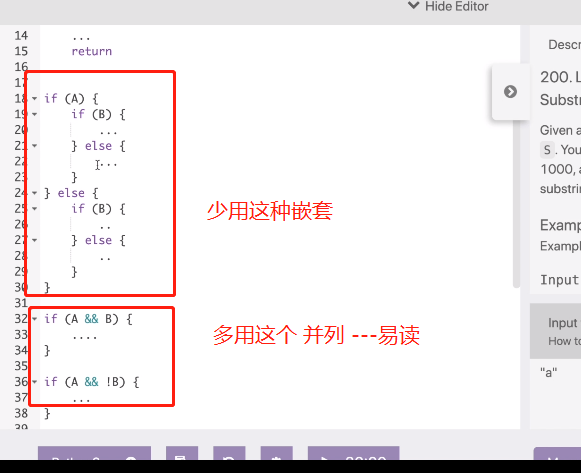 Hide Editor
14 ...
15 return
16
17
18 if (A) {
19 if (B) {
20 ...
21 } else {
22 ...
23 }
24 } else {
25 if (B) {
26 ..
27 } else {
28 ..
29 }
30 }
31
32 if (A && B) {
33 ....
34 }
35
36 if (A && !B) {
37 ...
38 }
39
少用这种嵌套
多用这个 并列 ---易读
Descr
200. L
Substr
Given a
S . You
1000, a
substrin
Examp
Example
Input
Input
How to
"a"